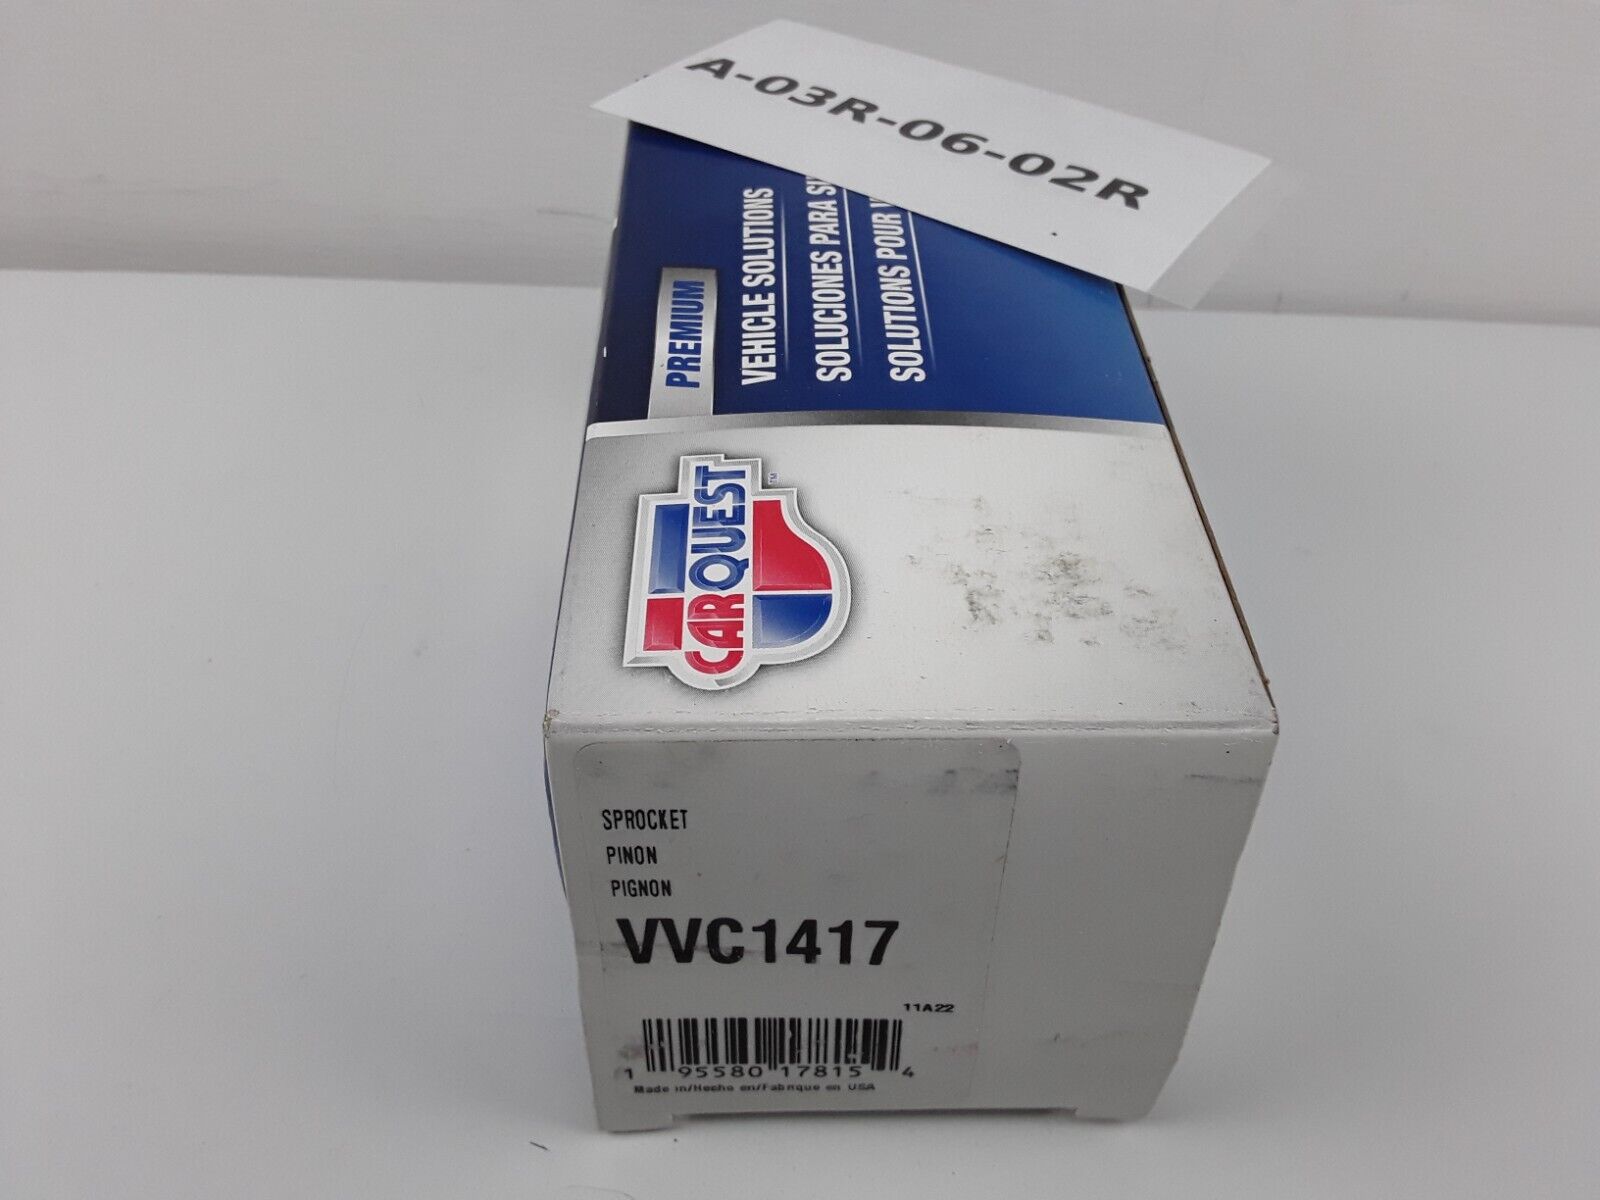 A-03R-06-02R
PREMIUM
VEHICLE SOLUTIONS
SOLUCIONES PARA
SOLUTIONS POUR
CARQUEST
TM
SPROCKET
PINON
PIGNON
VVC1417
11A22
1 95580 17815 4
Made in/Hecho en/Fabrique en USA